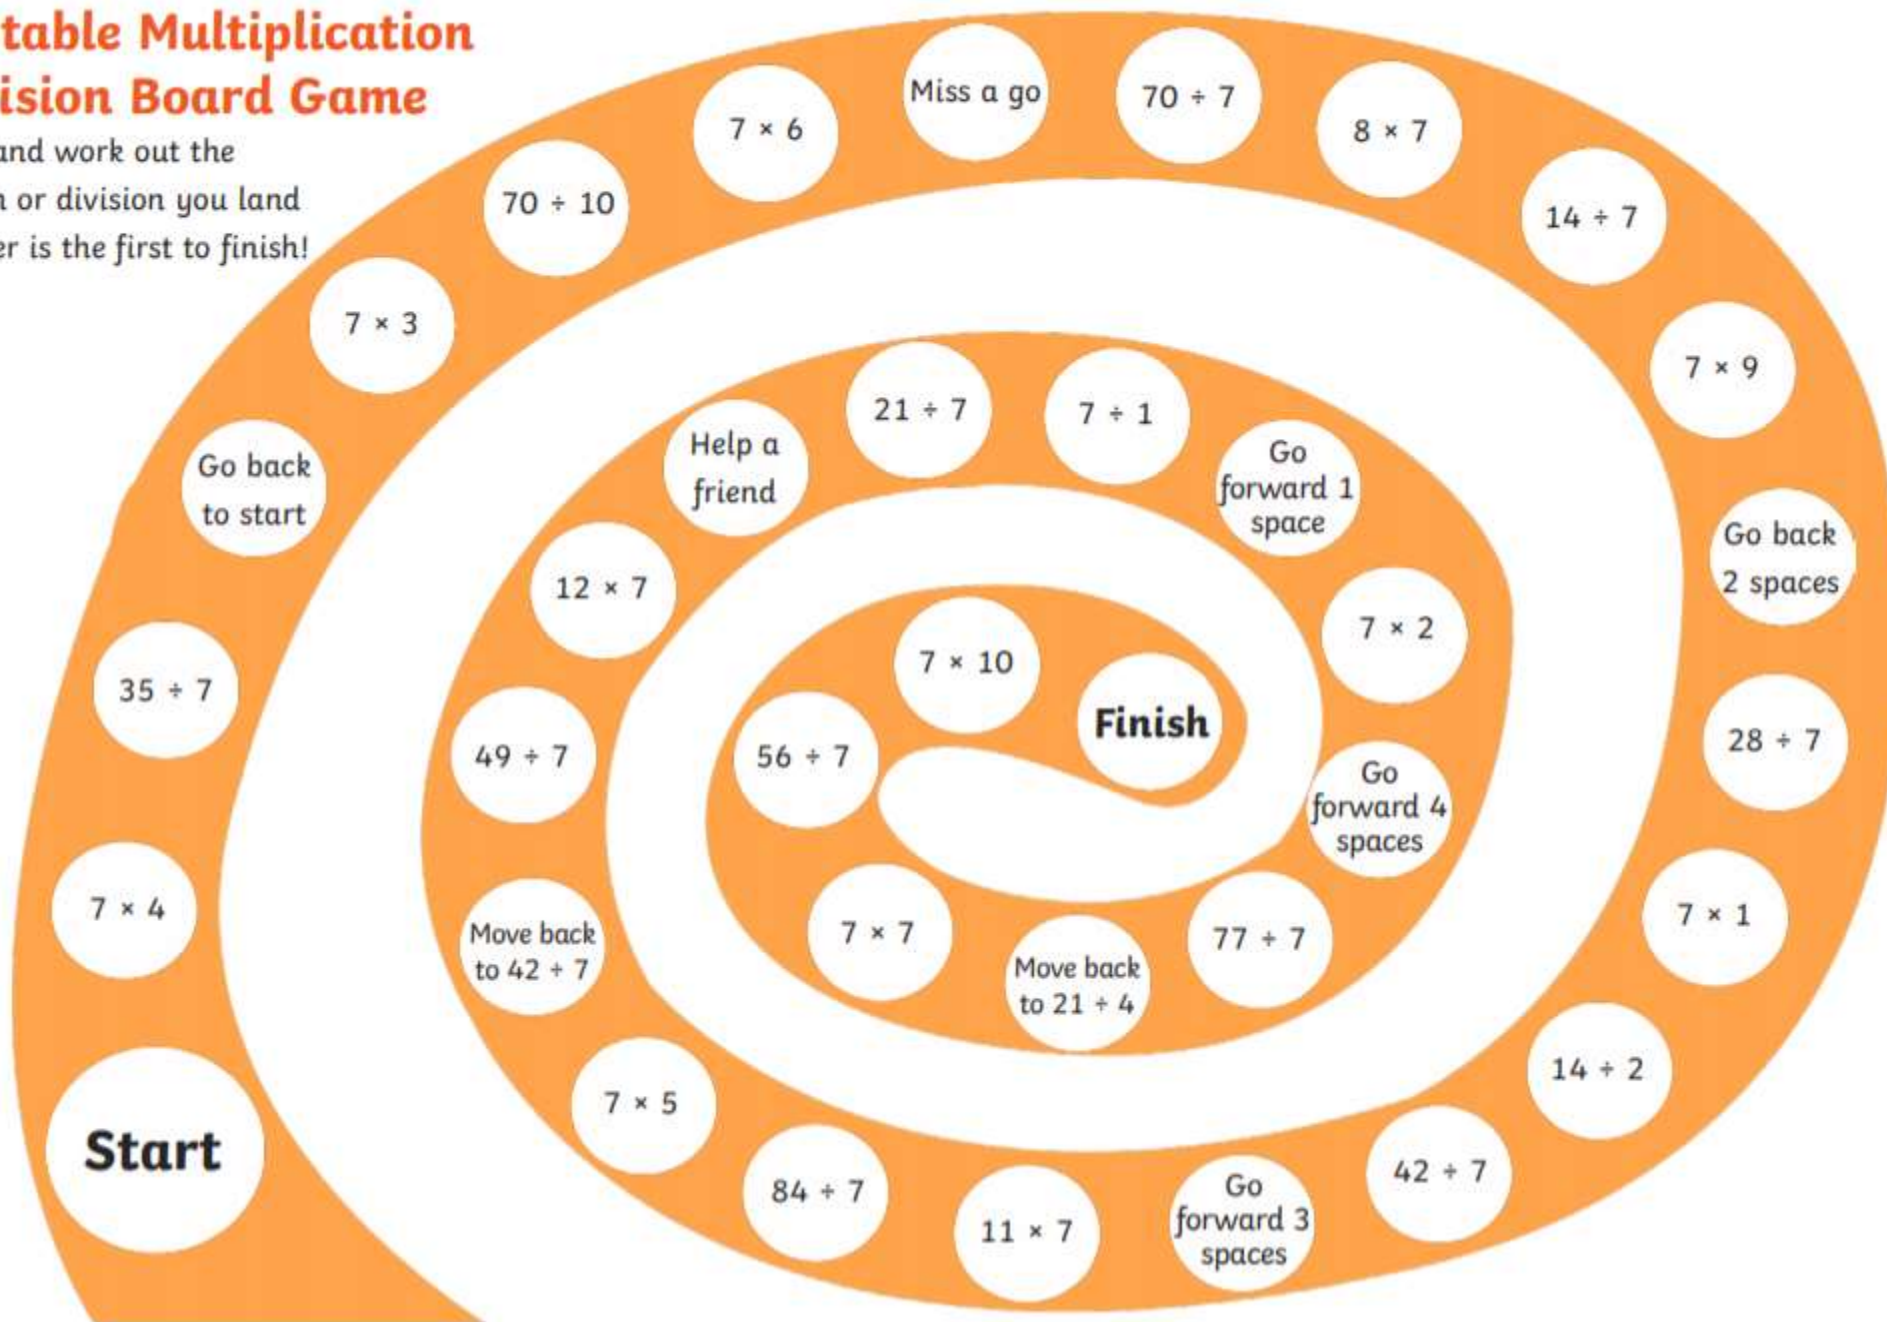 table Multiplication
ision Board Game
and work out the
n or division you land
er is the first to finish!
Start
7 × 4
35 ÷ 7
Go back
to start
7 × 3
70 ÷ 10
7 × 6
Miss a go
70 ÷ 7
8 × 7
14 ÷ 7
7 × 9
Go back
2 spaces
28 ÷ 7
7 × 1
14 ÷ 2
42 ÷ 7
Go
forward 3
spaces
11 × 7
84 ÷ 7
7 × 5
Move back
to 42 ÷ 7
49 ÷ 7
12 × 7
Help a
friend
21 ÷ 7
7 ÷ 1
Go
forward 1
space
7 × 2
Go
forward 4
spaces
77 ÷ 7
Move back
to 21 ÷ 4
7 × 7
56 ÷ 7
7 × 10
Finish